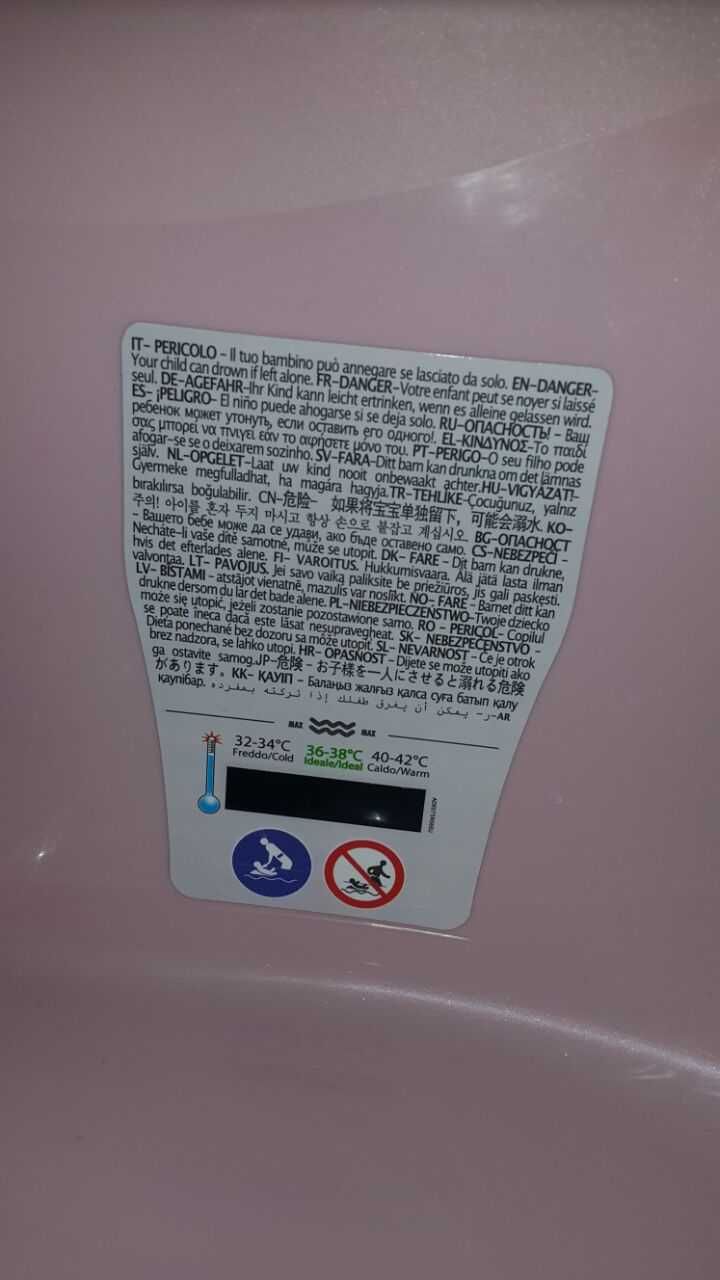 IT- PERICOLO - Il tuo bambino può annegare se lasciato da solo. EN-DANGER-
Your child can drown if left alone. FR-DANGER-Votre enfant peut se noyer si laissé
seul. DE-AGEFAHR-Ihr Kind kann leicht ertrinken, wenn es alleine gelassen wird.
ES- ¡PELIGRO- El niño puede ahogarse si se deja solo. RU-ОПАСНОСТЬ! - Ваш
ребенок может утонуть, если оставить его одного!. EL-ΚΙΝΔΥΝΟΣ-Το παιδί
σας μπορεί να πνιγεί εάν το αφήσετε μόνο του. PT-PERIGO-O seu filho pode
afogar-se se o deixarem sozinho. SV-FARA-Ditt barn kan drunkna om det lämnas
själv. NL-OPGELET-Laat uw kind nooit onbewaakt achter.HU-VIGYÁZAT!-
Gyermeke megfulladhat, ha magára hagyja.TR-TEHLİKE-Çocuğunuz, yalnız
bırakılırsa boğulabilir. CN-危险- 如果将宝宝单独留下，可能会溺水. KO-
주의! 아이를 혼자 두지 마시고 항상 손으로 붙잡고 계십시오. BG-ОПАСНОСТ
- Вашето бебе може да се удави, ако бъде оставено само. CS-NEBEZPEČÍ -
Necháte-li vaše dítě samotné, může se utopit. DK- FARE - Dit barn kan drukne,
hvis det efterlades alene. FI- VAROITUS. Hukkumisvaara. Älä jätä lasta ilman
valvontaa. LT- PAVOJUS. Jei savo vaiką paliksite be priežiūros, jis gali paskęsti.
LV- BĪSTAMI - atstājot vienatnē, mazulis var noslīkt. NO- FARE - Barnet ditt kan
drukne dersom du lar det bade alene. PL-NIEBEZPIECZEŃSTWO-Twoje dziecko
może się utopić, jeżeli zostanie pozostawione samo. RO - PERICOL- Copilul
se poate îneca dacă este lăsat nesupravegheat. SK- NEBEZPEČENSTVO -
Dieťa ponechané bez dozoru sa môže utopiť. SL- NEVARNOST - Če je otrok
brez nadzora, se lahko utopi. HR- OPASNOST - Dijete se može utopiti ako
ga ostavite samog.JP-危険 - お子様を一人にさせると溺れる危険
があります。KK- ҚАУІП - Балаңыз жалғыз қалса суға батып қалу
қаупібар. ر- يمكن أن يغرق طفلك إذا تركته بمفرده-AR
MAX MAX
32-34°C 36-38°C 40-42°C
Freddo/Cold Ideale/Ideal Caldo/Warm